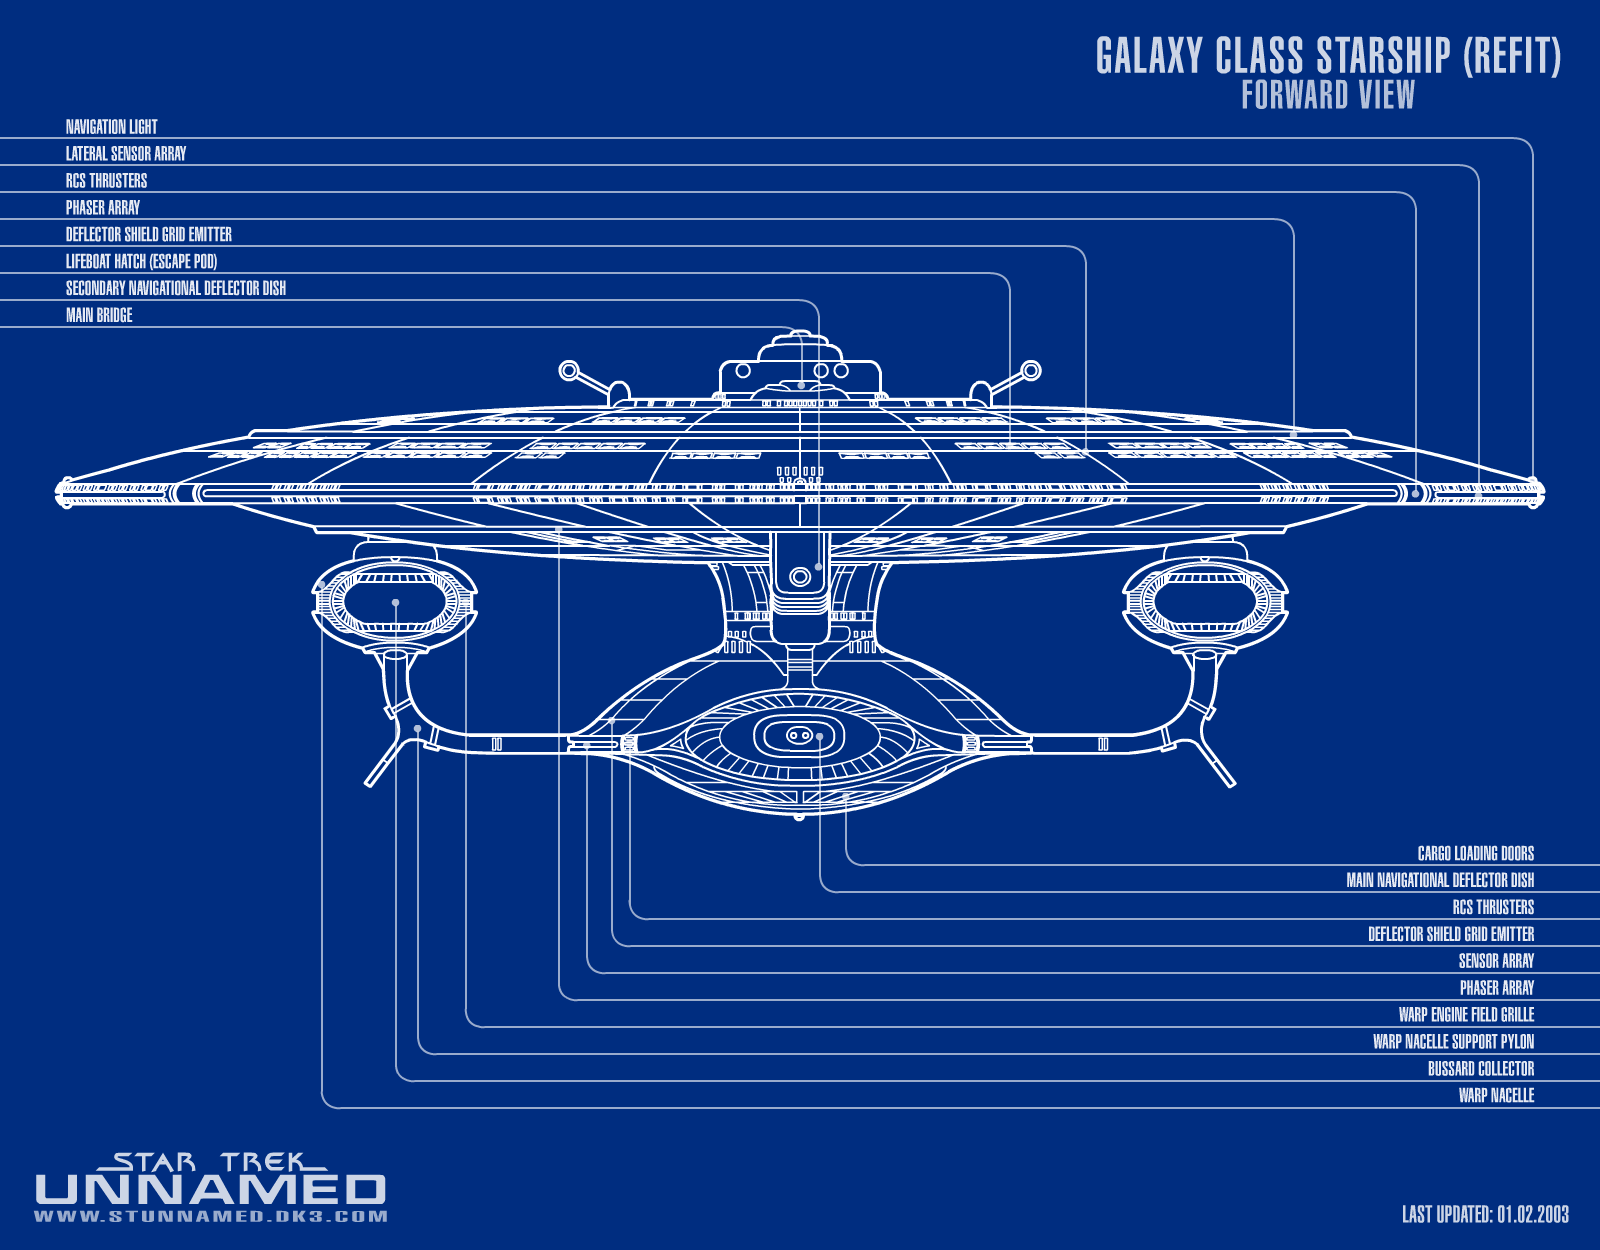 GALAXY CLASS STARSHIP (REFIT)
FORWARD VIEW
NAVIGATION LIGHT
LATERAL SENSOR ARRAY
RCS THRUSTERS
PHASER ARRAY
DEFLECTOR SHIELD GRID EMITTER
LIFEBOAT HATCH (ESCAPE POD)
SECONDARY NAVIGATIONAL DEFLECTOR DISH
MAIN BRIDGE
CARGO LOADING DOORS
MAIN NAVIGATIONAL DEFLECTOR DISH
RCS THRUSTERS
DEFLECTOR SHIELD GRID EMITTER
SENSOR ARRAY
PHASER ARRAY
WARP ENGINE FIELD GRILLE
WARP NACELLE SUPPORT PYLON
BUSSARD COLLECTOR
WARP NACELLE
STAR TREK
UNNAMED
WWW.STUNNAMED.DK3.COM
LAST UPDATED: 01.02.2003